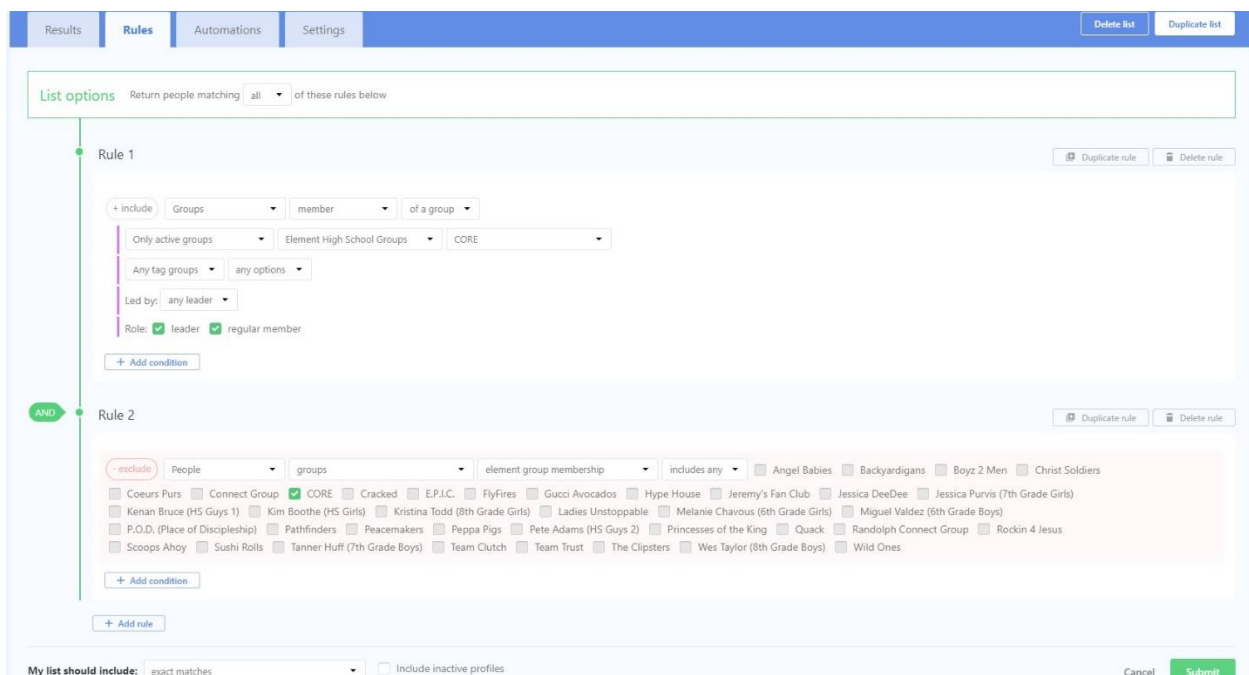 Results Rules Automations Settings Delete list Duplicate list
List options Return people matching all of these rules below
Rule 1 Duplicate rule Delete rule
+ include Groups member of a group
Only active groups Element High School Groups CORE
Any tag groups any options
Led by: any leader
Role: leader regular member
+ Add condition
AND Rule 2 Duplicate rule Delete rule
- exclude People groups element group membership includes any Angel Babies Backyardigans Boyz 2 Men Christ Soldiers
Coeurs Purs Connect Group CORE Cracked E.P.I.C. FlyFires Gucci Avocados Hype House Jeremy's Fan Club Jessica DeeDee Jessica Purvis (7th Grade Girls)
Kenan Bruce (HS Guys 1) Kim Boothe (HS Girls) Kristina Todd (8th Grade Girls) Ladies Unstoppable Melanie Chavous (6th Grade Girls) Miguel Valdez (6th Grade Boys)
P.O.D. (Place of Discipleship) Pathfinders Peacemakers Peppa Pigs Pete Adams (HS Guys 2) Princesses of the King Quack Randolph Connect Group Rockin 4 Jesus
Scoops Ahoy Sushi Rolls Tanner Huff (7th Grade Boys) Team Clutch Team Trust The Clipsters Wes Taylor (8th Grade Boys) Wild Ones
+ Add condition
+ Add rule
My list should include: exact matches Include inactive profiles Cancel Submit